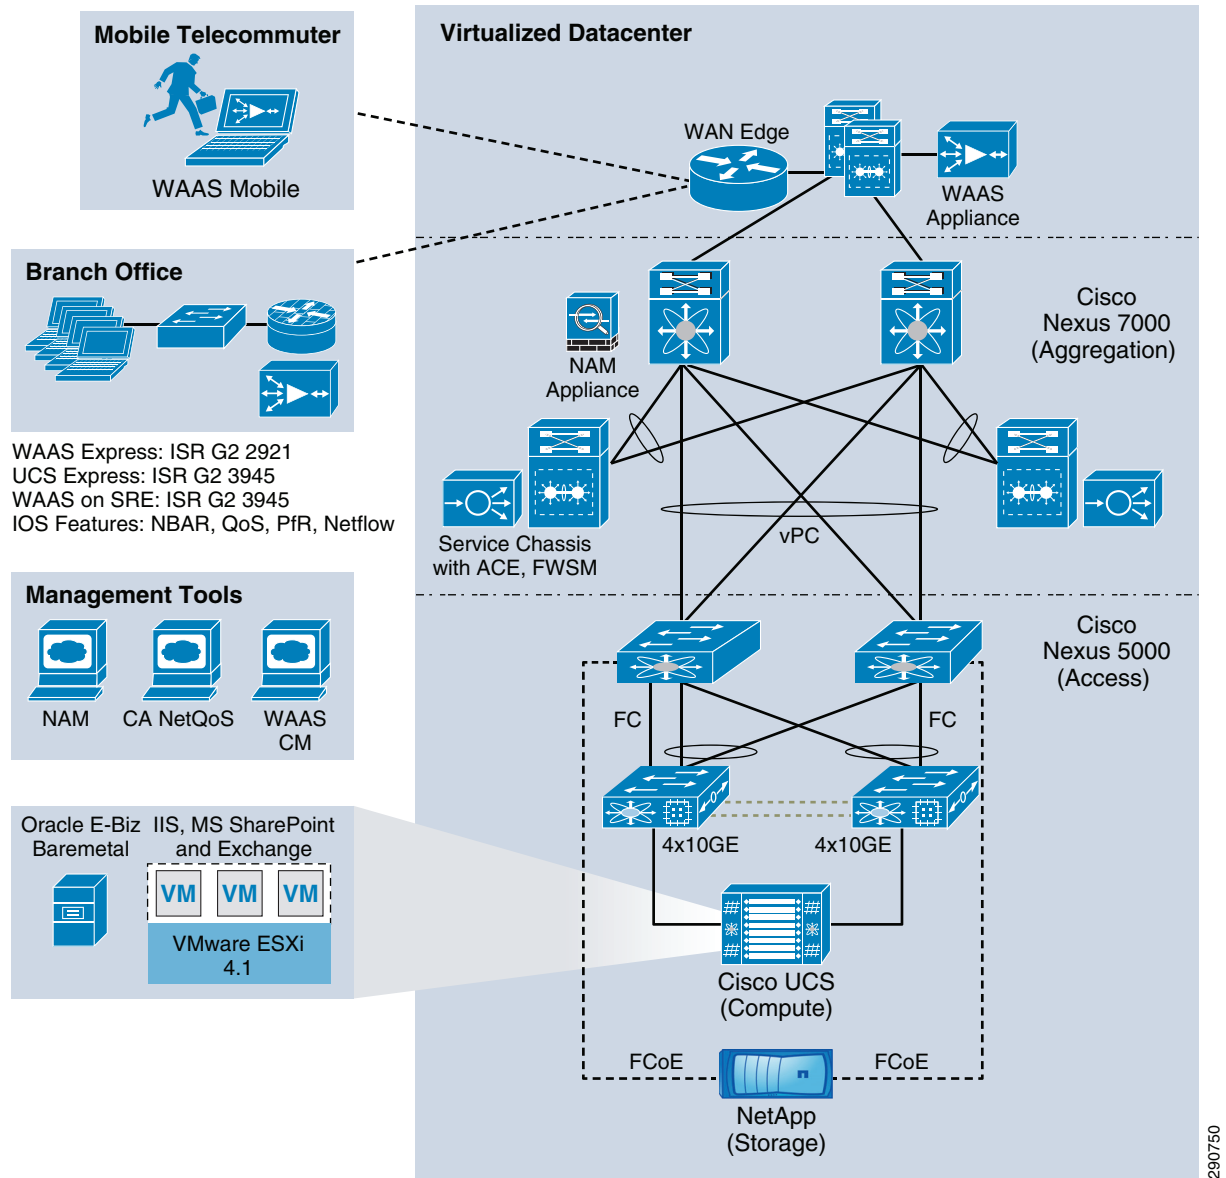 Mobile Telecommuter
WAAS Mobile
Branch Office
WAAS Express: ISR G2 2921
UCS Express: ISR G2 3945
WAAS on SRE: ISR G2 3945
IOS Features: NBAR, QoS, PfR, Netflow
Management Tools
NAM
CA NetQoS
WAAS
CM
Oracle E-Biz
Baremetal
IIS, MS SharePoint
and Exchange
VM
VM
VM
VMware ESXi
4.1
Virtualized Datacenter
WAN Edge
WAAS
Appliance
Cisco
Nexus 7000
(Aggregation)
NAM
Appliance
Service Chassis
with ACE, FWSM
vPC
Cisco
Nexus 5000
(Access)
FC
FC
4x10GE
4x10GE
Cisco UCS
(Compute)
FCoE
FCoE
NetApp
(Storage)
290750